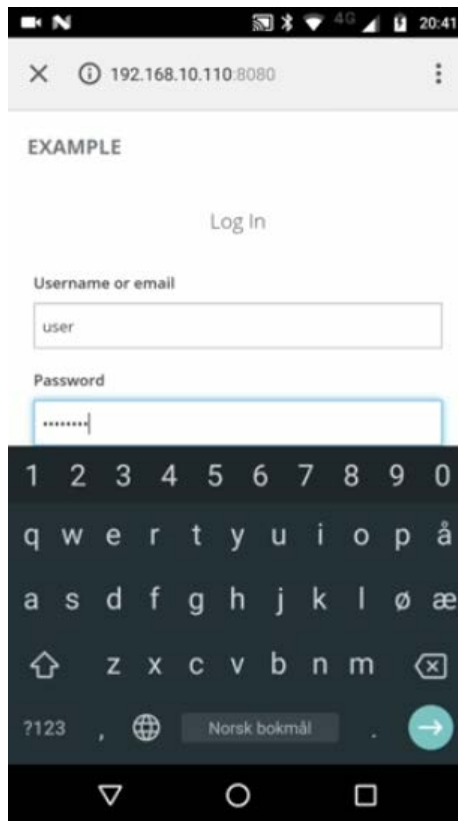 4G 20:41
192.168.10.110:8080
EXAMPLE
Log In
Username or email
user
Password
••••••••
1 2 3 4 5 6 7 8 9 0
q w e r t y u i o p å
a s d f g h j k l ø æ
z x c v b n m
?123 , Norsk bokmål .